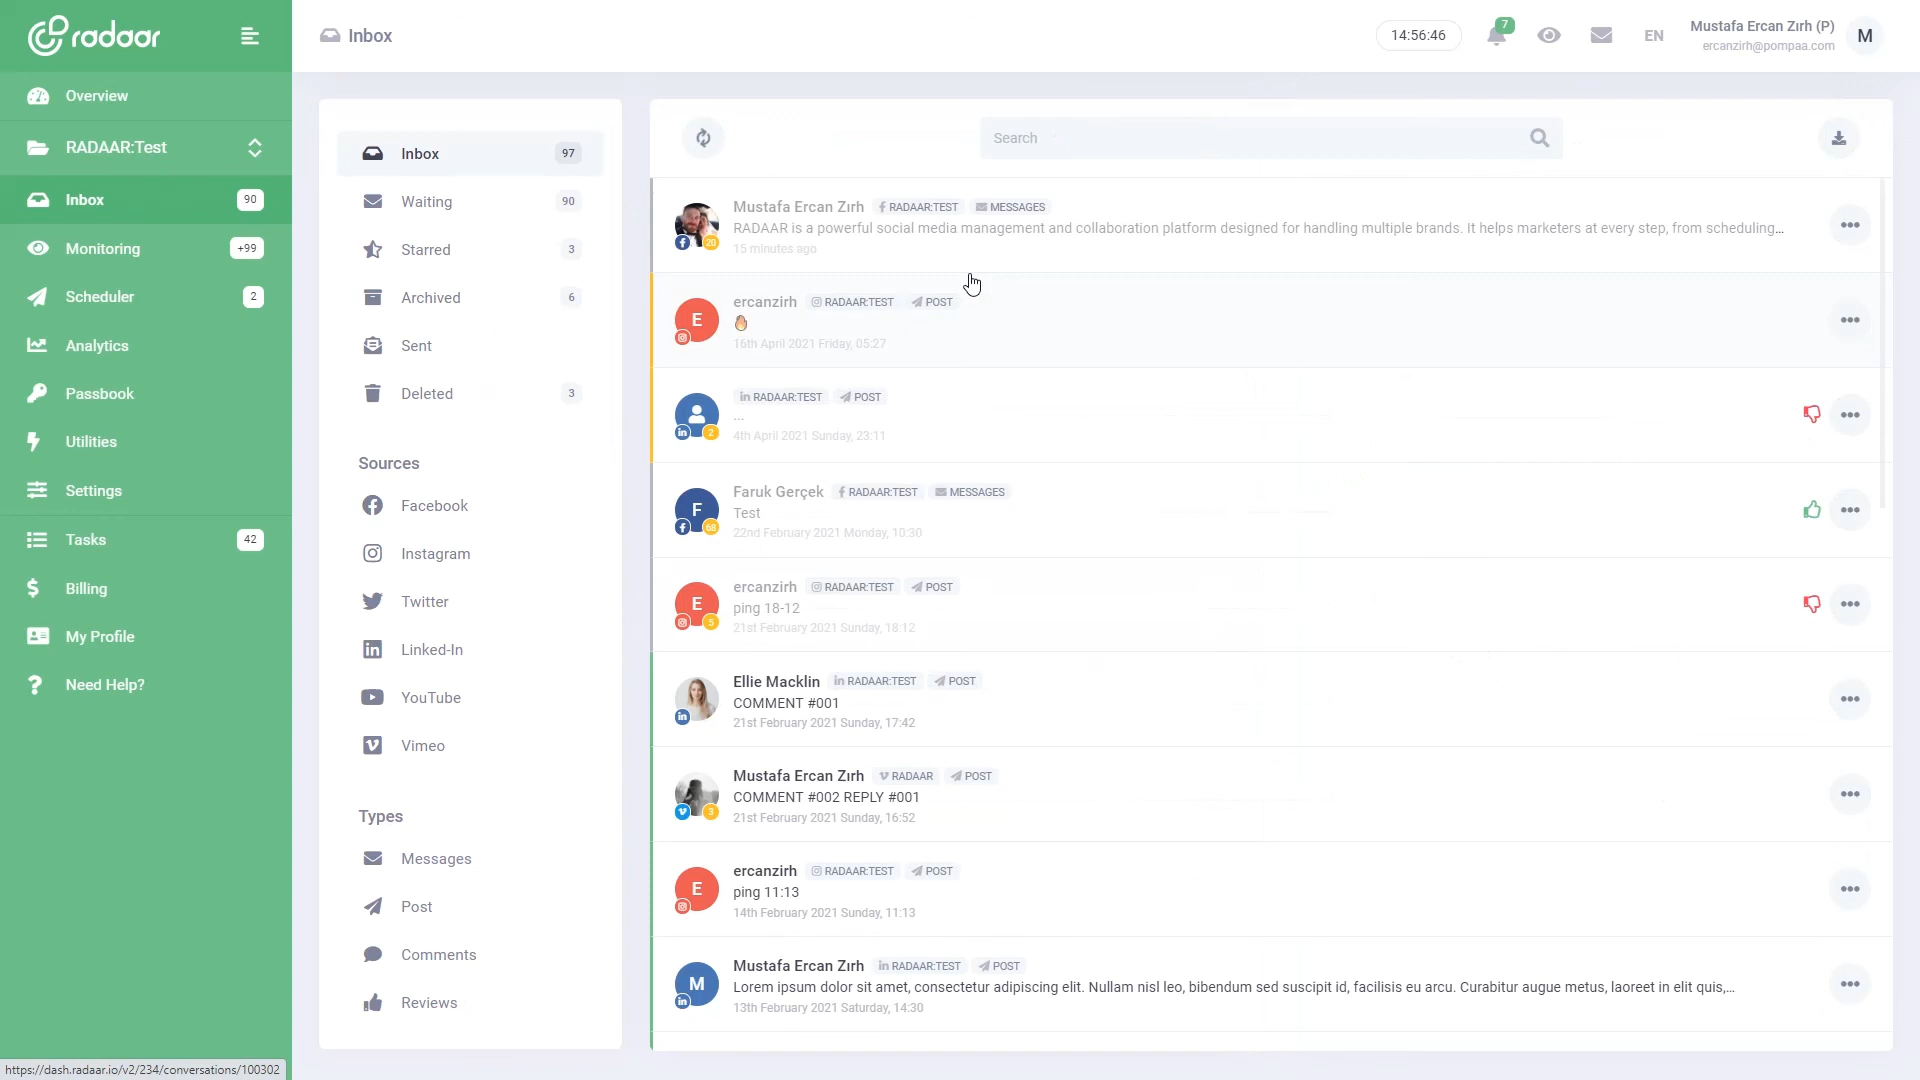 radaar
Inbox
14:56:46
7
EN
Mustafa Ercan Zırh (P)
ercanzirh@pompaa.com
M
Overview
RADAAR:Test
Inbox 90
Monitoring +99
Scheduler 2
Analytics
Passbook
Utilities
Settings
Tasks 42
Billing
My Profile
Need Help?
Inbox 97
Waiting 90
Starred 3
Archived 6
Sent
Deleted 3
Sources
Facebook
Instagram
Twitter
Linked-In
YouTube
Vimeo
Types
Messages
Post
Comments
Reviews
Search
Mustafa Ercan Zırh RADAAR:TEST MESSAGES
RADAAR is a powerful social media management and collaboration platform designed for handling multiple brands. It helps marketers at every step, from scheduling...
20
15 minutes ago
ercanzirh RADAAR:TEST POST
E
16th April 2021 Friday, 05:27
RADAAR:TEST POST
...
2
4th April 2021 Sunday, 23:11
Faruk Gerçek RADAAR:TEST MESSAGES
F
Test
68
22nd February 2021 Monday, 10:30
ercanzirh RADAAR:TEST POST
E
ping 18-12
5
21st February 2021 Sunday, 18:12
Ellie Macklin RADAAR:TEST POST
COMMENT #001
21st February 2021 Sunday, 17:42
Mustafa Ercan Zırh RADAAR POST
COMMENT #002 REPLY #001
3
21st February 2021 Sunday, 16:52
ercanzirh RADAAR:TEST POST
E
ping 11:13
14th February 2021 Sunday, 11:13
Mustafa Ercan Zırh RADAAR:TEST POST
M
Lorem ipsum dolor sit amet, consectetur adipiscing elit. Nullam nisl leo, bibendum sed suscipit id, facilisis eu arcu. Curabitur augue metus, laoreet in elit quis,...
13th February 2021 Saturday, 14:30
https://dash.radaar.io/v2/234/conversations/100302